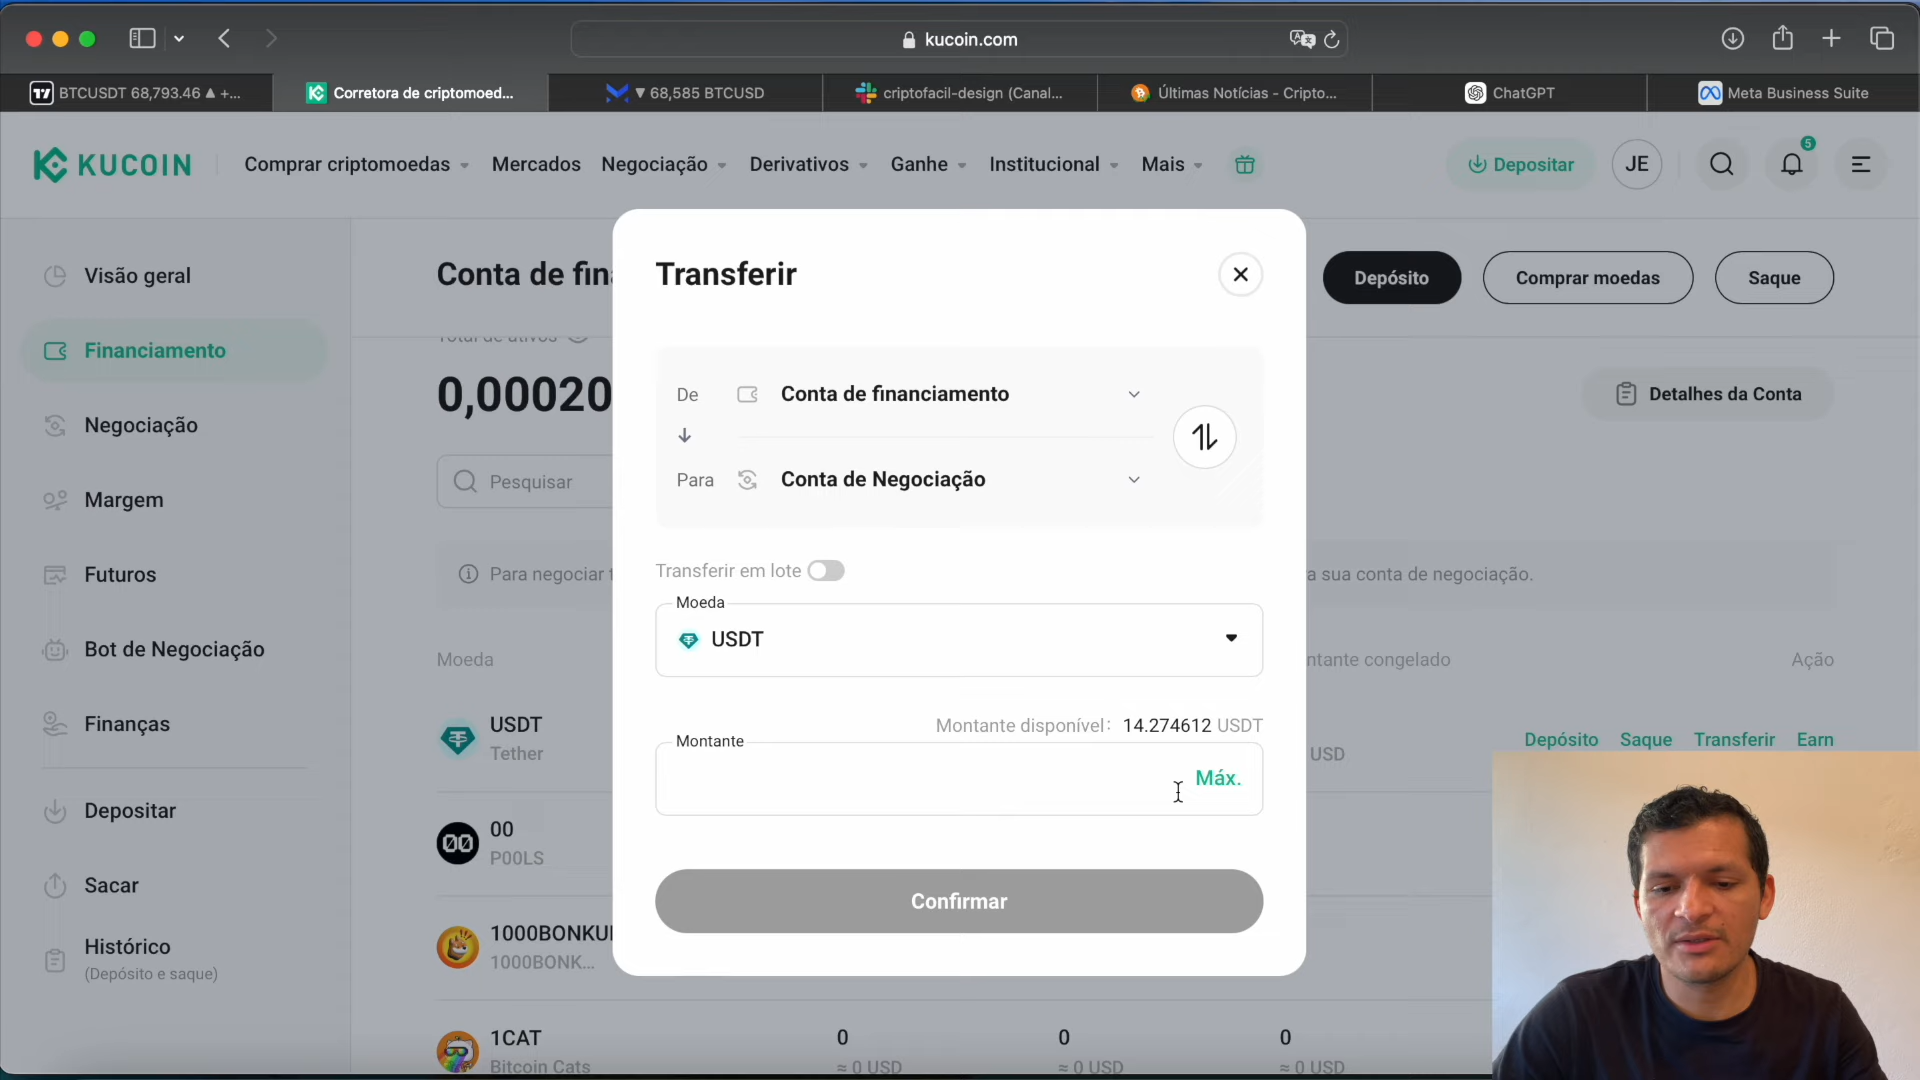 kucoin.com
BTCUSDT 68,793.46 ▲ +...
Corretora de criptomoed...
▼ 68,585 BTCUSD
criptofacil-design (Canal...
Últimas Notícias - Cripto...
ChatGPT
Meta Business Suite
KUCOIN
Comprar criptomoedas
Mercados
Negociação
Derivativos
Ganhe
Institucional
Mais
Depositar
JE
5
Visão geral
Financiamento
Negociação
Margem
Futuros
Bot de Negociação
Finanças
Depositar
Sacar
Histórico
(Depósito e saque)
Conta de fin
Depósito
Comprar moedas
Saque
Total de ativos
0,00020
Detalhes da Conta
Pesquisar
Para negociar
a sua conta de negociação.
Moeda
ntante congelado
Ação
USDT
Tether
USD
Depósito
Saque
Transferir
Earn
00
P00LS
1000BONKU
1000BONK...
1CAT
Bitcoin Cats
0
≈ 0 USD
0
≈ 0 USD
0
≈ 0 USD
Transferir
De
Conta de financiamento
Para
Conta de Negociação
Transferir em lote
Moeda
USDT
Montante disponível: 14.274612 USDT
Montante
Máx.
Confirmar